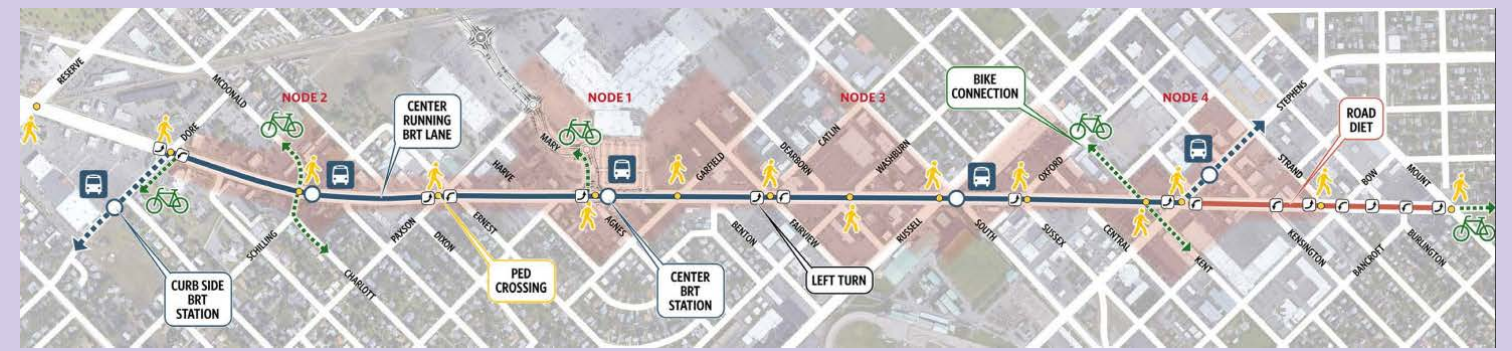 RESERVE
MCDONALD
DORE
NODE 2
CENTER
RUNNING
BRT LANE
HARVE
MARY
NODE 1
GARFIELD
DEARBORN
CATLIN
NODE 3
WASHBURN
BIKE
CONNECTION
OXFORD
NODE 4
STEPHENS
STRAND
ROAD
DIET
BOW
MOUNT
SCHILLING
CHARLOTT
PAXSON
DIXON
ERNEST
AGNES
BENTON
FAIRVIEW
RUSSELL
SOUTH
SUSSEX
CENTRAL
KENT
KENSINGTON
BANCROFT
BURLINGTON
CURB SIDE
BRT
STATION
PED
CROSSING
CENTER
BRT
STATION
LEFT TURN